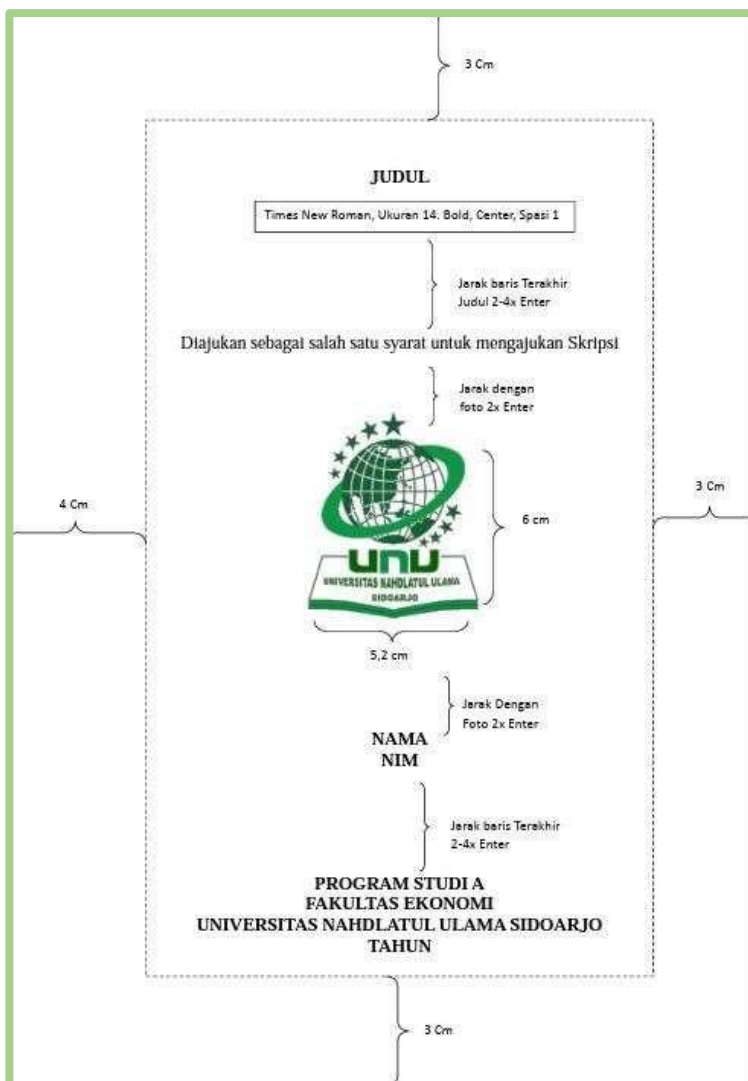 3 Cm
JUDUL
Times New Roman, Ukuran 14. Bold, Center, Spasi 1
Jarak baris Terakhir
Judul 2-4x Enter
Diajukan sebagai salah satu syarat untuk mengajukan Skripsi
Jarak dengan
foto 2x Enter
4 Cm
6 cm
3 Cm
UNU
UNIVERSITAS NAHDLATUL ULAMA
SIDOARJO
5,2 cm
Jarak Dengan
Foto 2x Enter
NAMA
NIM
Jarak baris Terakhir
2-4x Enter
PROGRAM STUDI A
FAKULTAS EKONOMI
UNIVERSITAS NAHDLATUL ULAMA SIDOARJO
TAHUN
3 Cm